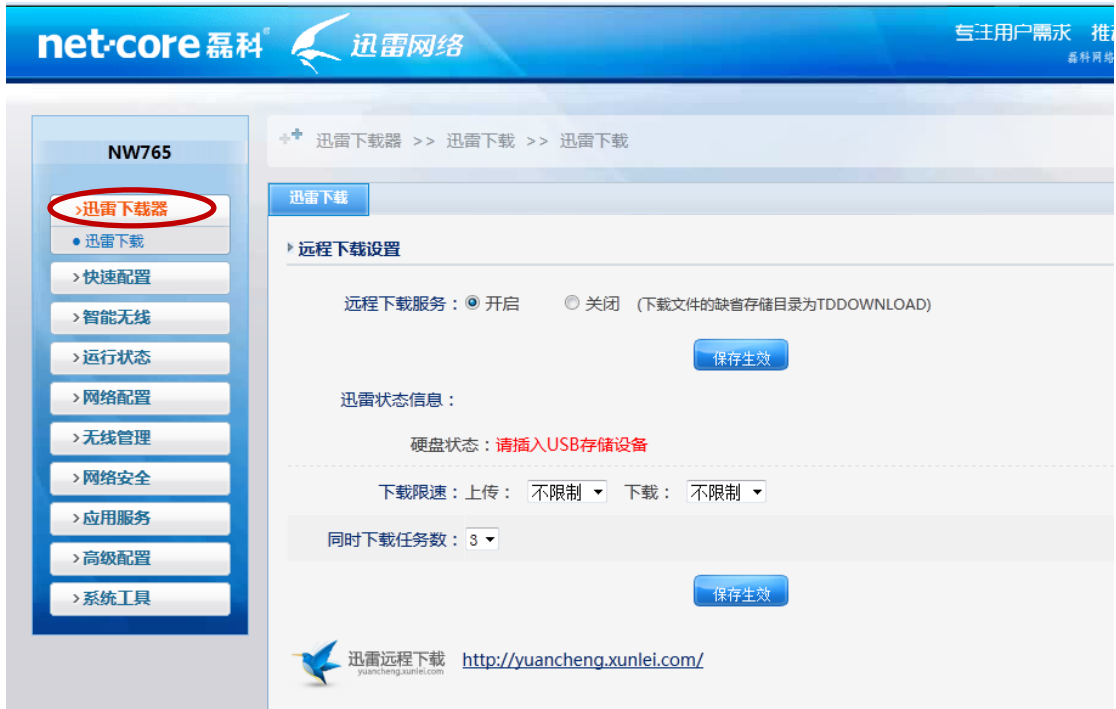 net·core磊科 迅雷网络
专注用户需求 推
磊科网络
NW765
迅雷下载器 >> 迅雷下载 >> 迅雷下载
>迅雷下载器
迅雷下载
>快速配置
>智能无线
>运行状态
>网络配置
>无线管理
>网络安全
>应用服务
>高级配置
>系统工具
迅雷下载
远程下载设置
远程下载服务：开启 关闭 (下载文件的缺省存储目录为TDDOWNLOAD)
保存生效
迅雷状态信息：
硬盘状态：请插入USB存储设备
下载限速：上传： 不限制 下载： 不限制
同时下载任务数：3
保存生效
迅雷远程下载 http://yuancheng.xunlei.com/
yuancheng.xunlei.com